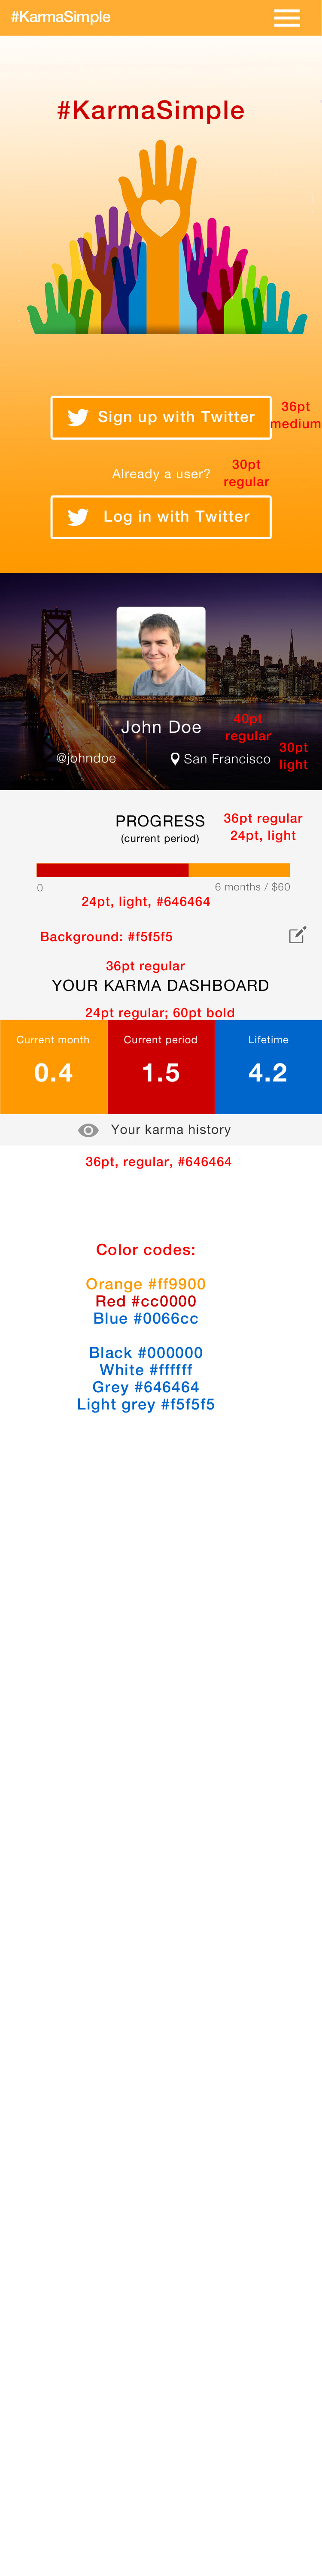 #KarmaSimple
#KarmaSimple
Sign up with Twitter
36pt
medium
Already a user?
30pt
regular
Log in with Twitter
John Doe
40pt
regular
@johndoe
San Francisco
30pt
light
PROGRESS
36pt regular
(current period)
24pt, light
0
6 months / $60
24pt, light, #646464
Background: #f5f5f5
36pt regular
YOUR KARMA DASHBOARD
24pt regular; 60pt bold
Current month
Current period
Lifetime
0.4
1.5
4.2
Your karma history
36pt, regular, #646464
Color codes:
Orange #ff9900
Red #cc0000
Blue #0066cc
Black #000000
White #ffffff
Grey #646464
Light grey #f5f5f5